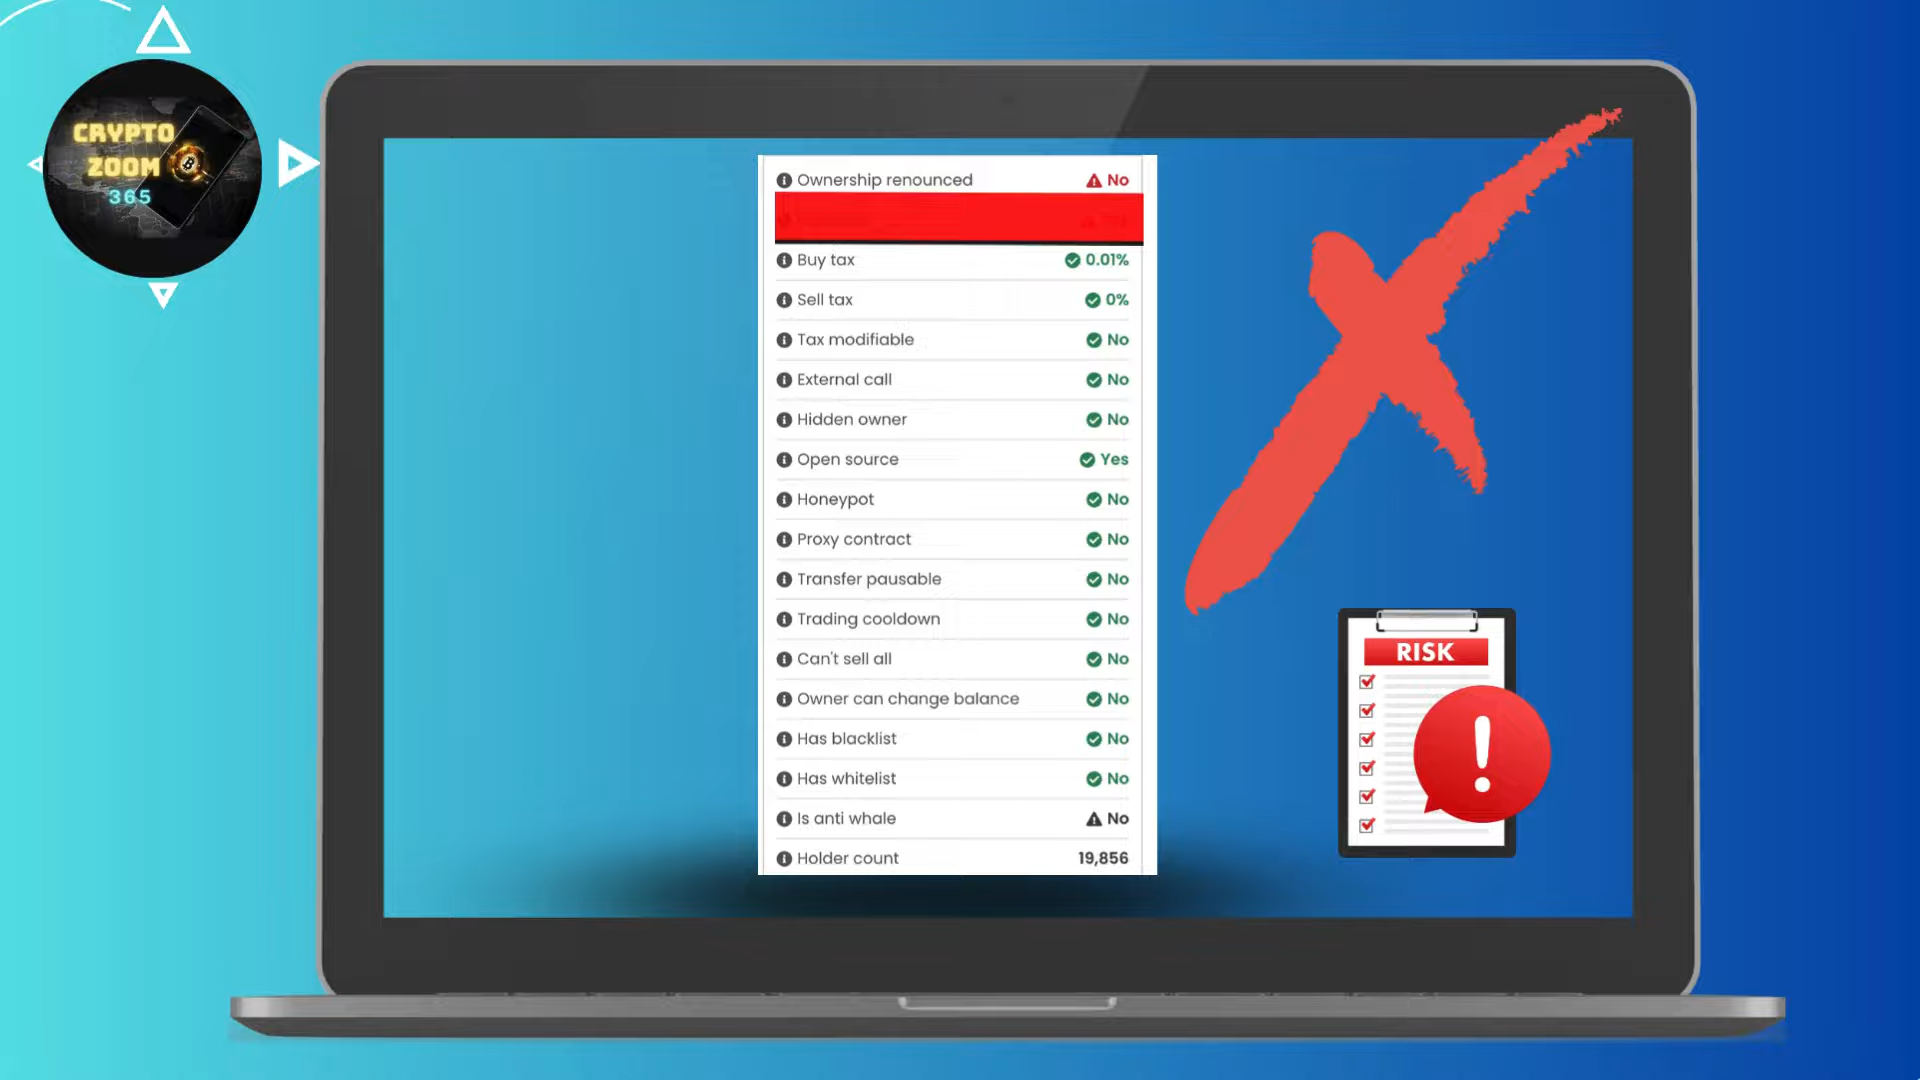 CRYPTO
ZOOM
365
Ownership renounced No
Buy tax 0.01%
Sell tax 0%
Tax modifiable No
External call No
Hidden owner No
Open source Yes
Honeypot No
Proxy contract No
Transfer pausable No
Trading cooldown No
Can't sell all No
Owner can change balance No
Has blacklist No
Has whitelist No
Is anti whale No
Holder count 19,856
RISK
!